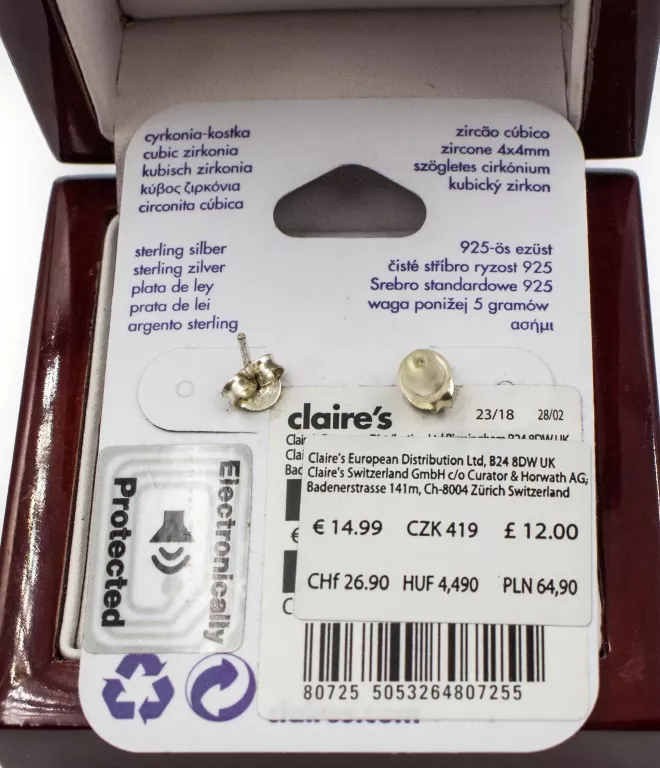 cyrkonia-kostka
cubic zirkonia
kubisch zirkonia
κύβος ζιρκόνια
circonita cúbica
zircão cúbico
zircone 4x4mm
szögletes cirkónium
kubický zirkon
sterling silber
sterling zilver
plata de ley
prata de lei
argento sterling
925-ös ezüst
čisté stříbro ryzost 925
Srebro standardowe 925
waga poniżej 5 gramów
ασήμι
claire's
23/18 28/02
Claire's European Distribution Ltd, B24 8DW UK
Claire's Switzerland GmbH c/o Curator & Horwath AG;
Badenerstrasse 141m, Ch-8004 Zürich Switzerland
€ 14.99 CZK 419 £ 12.00
CHf 26.90 HUF 4,490 PLN 64,90
Electronically
Protected
80725 5053264807255